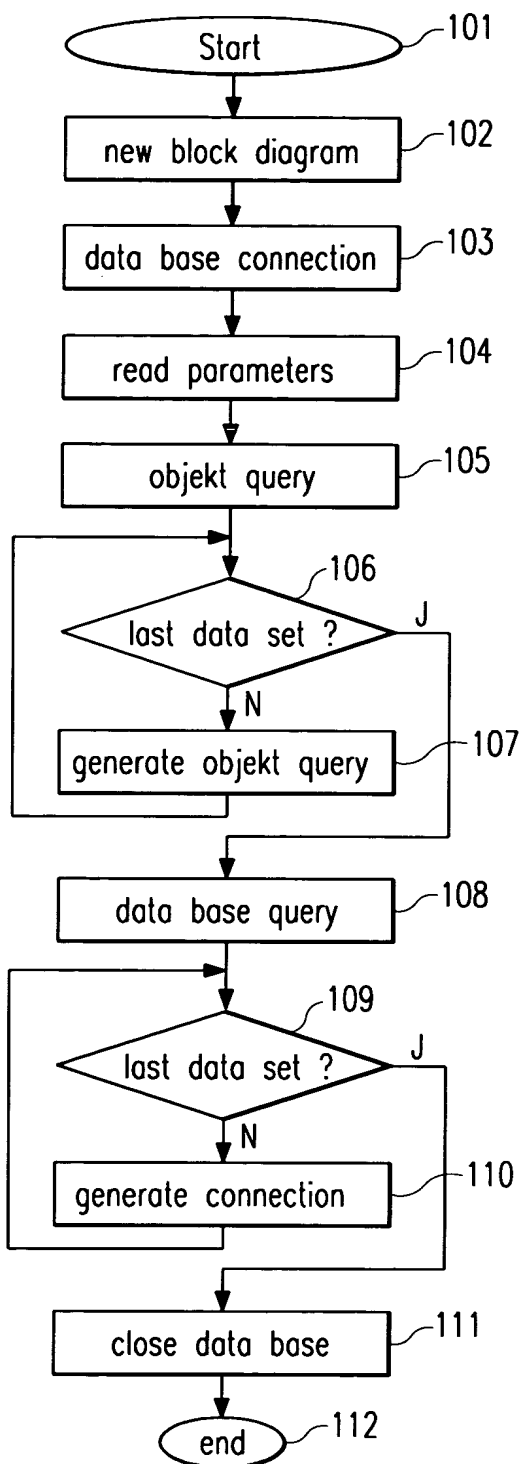 Start
101
new block diagram
102
data base connection
103
read parameters
104
objekt query
105
last data set ?
106
J
N
generate objekt query
107
data base query
108
last data set ?
109
J
N
generate connection
110
close data base
111
end
112